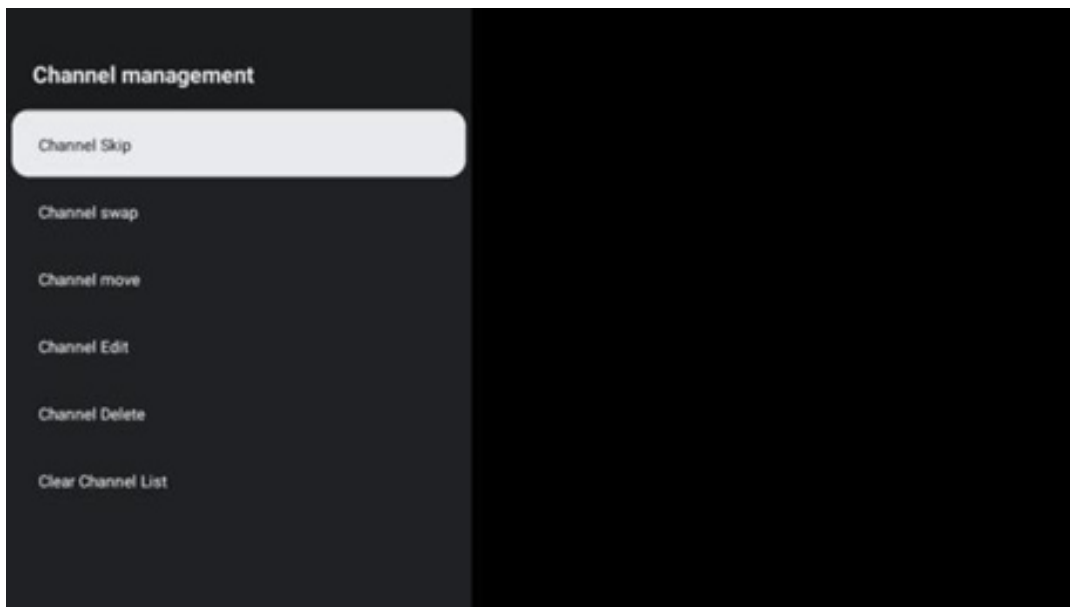 Channel management
Channel Skip
Channel swap
Channel move
Channel Edit
Channel Delete
Clear Channel List